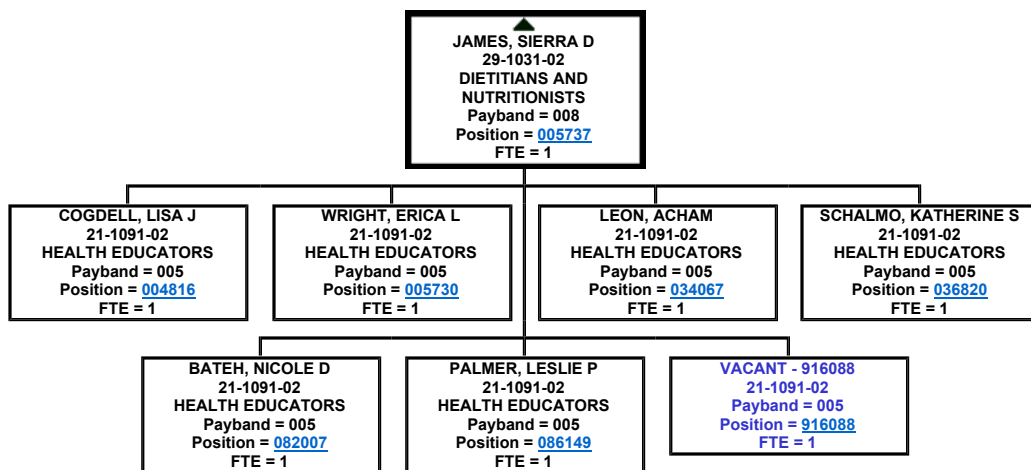 JAMES, SIERRA D
29-1031-02
DIETITIANS AND
NUTRITIONISTS
Payband = 008
Position = 005737
FTE = 1
COGDELL, LISA J
21-1091-02
HEALTH EDUCATORS
Payband = 005
Position = 004816
FTE = 1
WRIGHT, ERICA L
21-1091-02
HEALTH EDUCATORS
Payband = 005
Position = 005730
FTE = 1
LEON, ACHAM
21-1091-02
HEALTH EDUCATORS
Payband = 005
Position = 034067
FTE = 1
SCHALMO, KATHERINE S
21-1091-02
HEALTH EDUCATORS
Payband = 005
Position = 036820
FTE = 1
BATEH, NICOLE D
21-1091-02
HEALTH EDUCATORS
Payband = 005
Position = 082007
FTE = 1
PALMER, LESLIE P
21-1091-02
HEALTH EDUCATORS
Payband = 005
Position = 086149
FTE = 1
VACANT - 916088
21-1091-02
Payband = 005
Position = 916088
FTE = 1